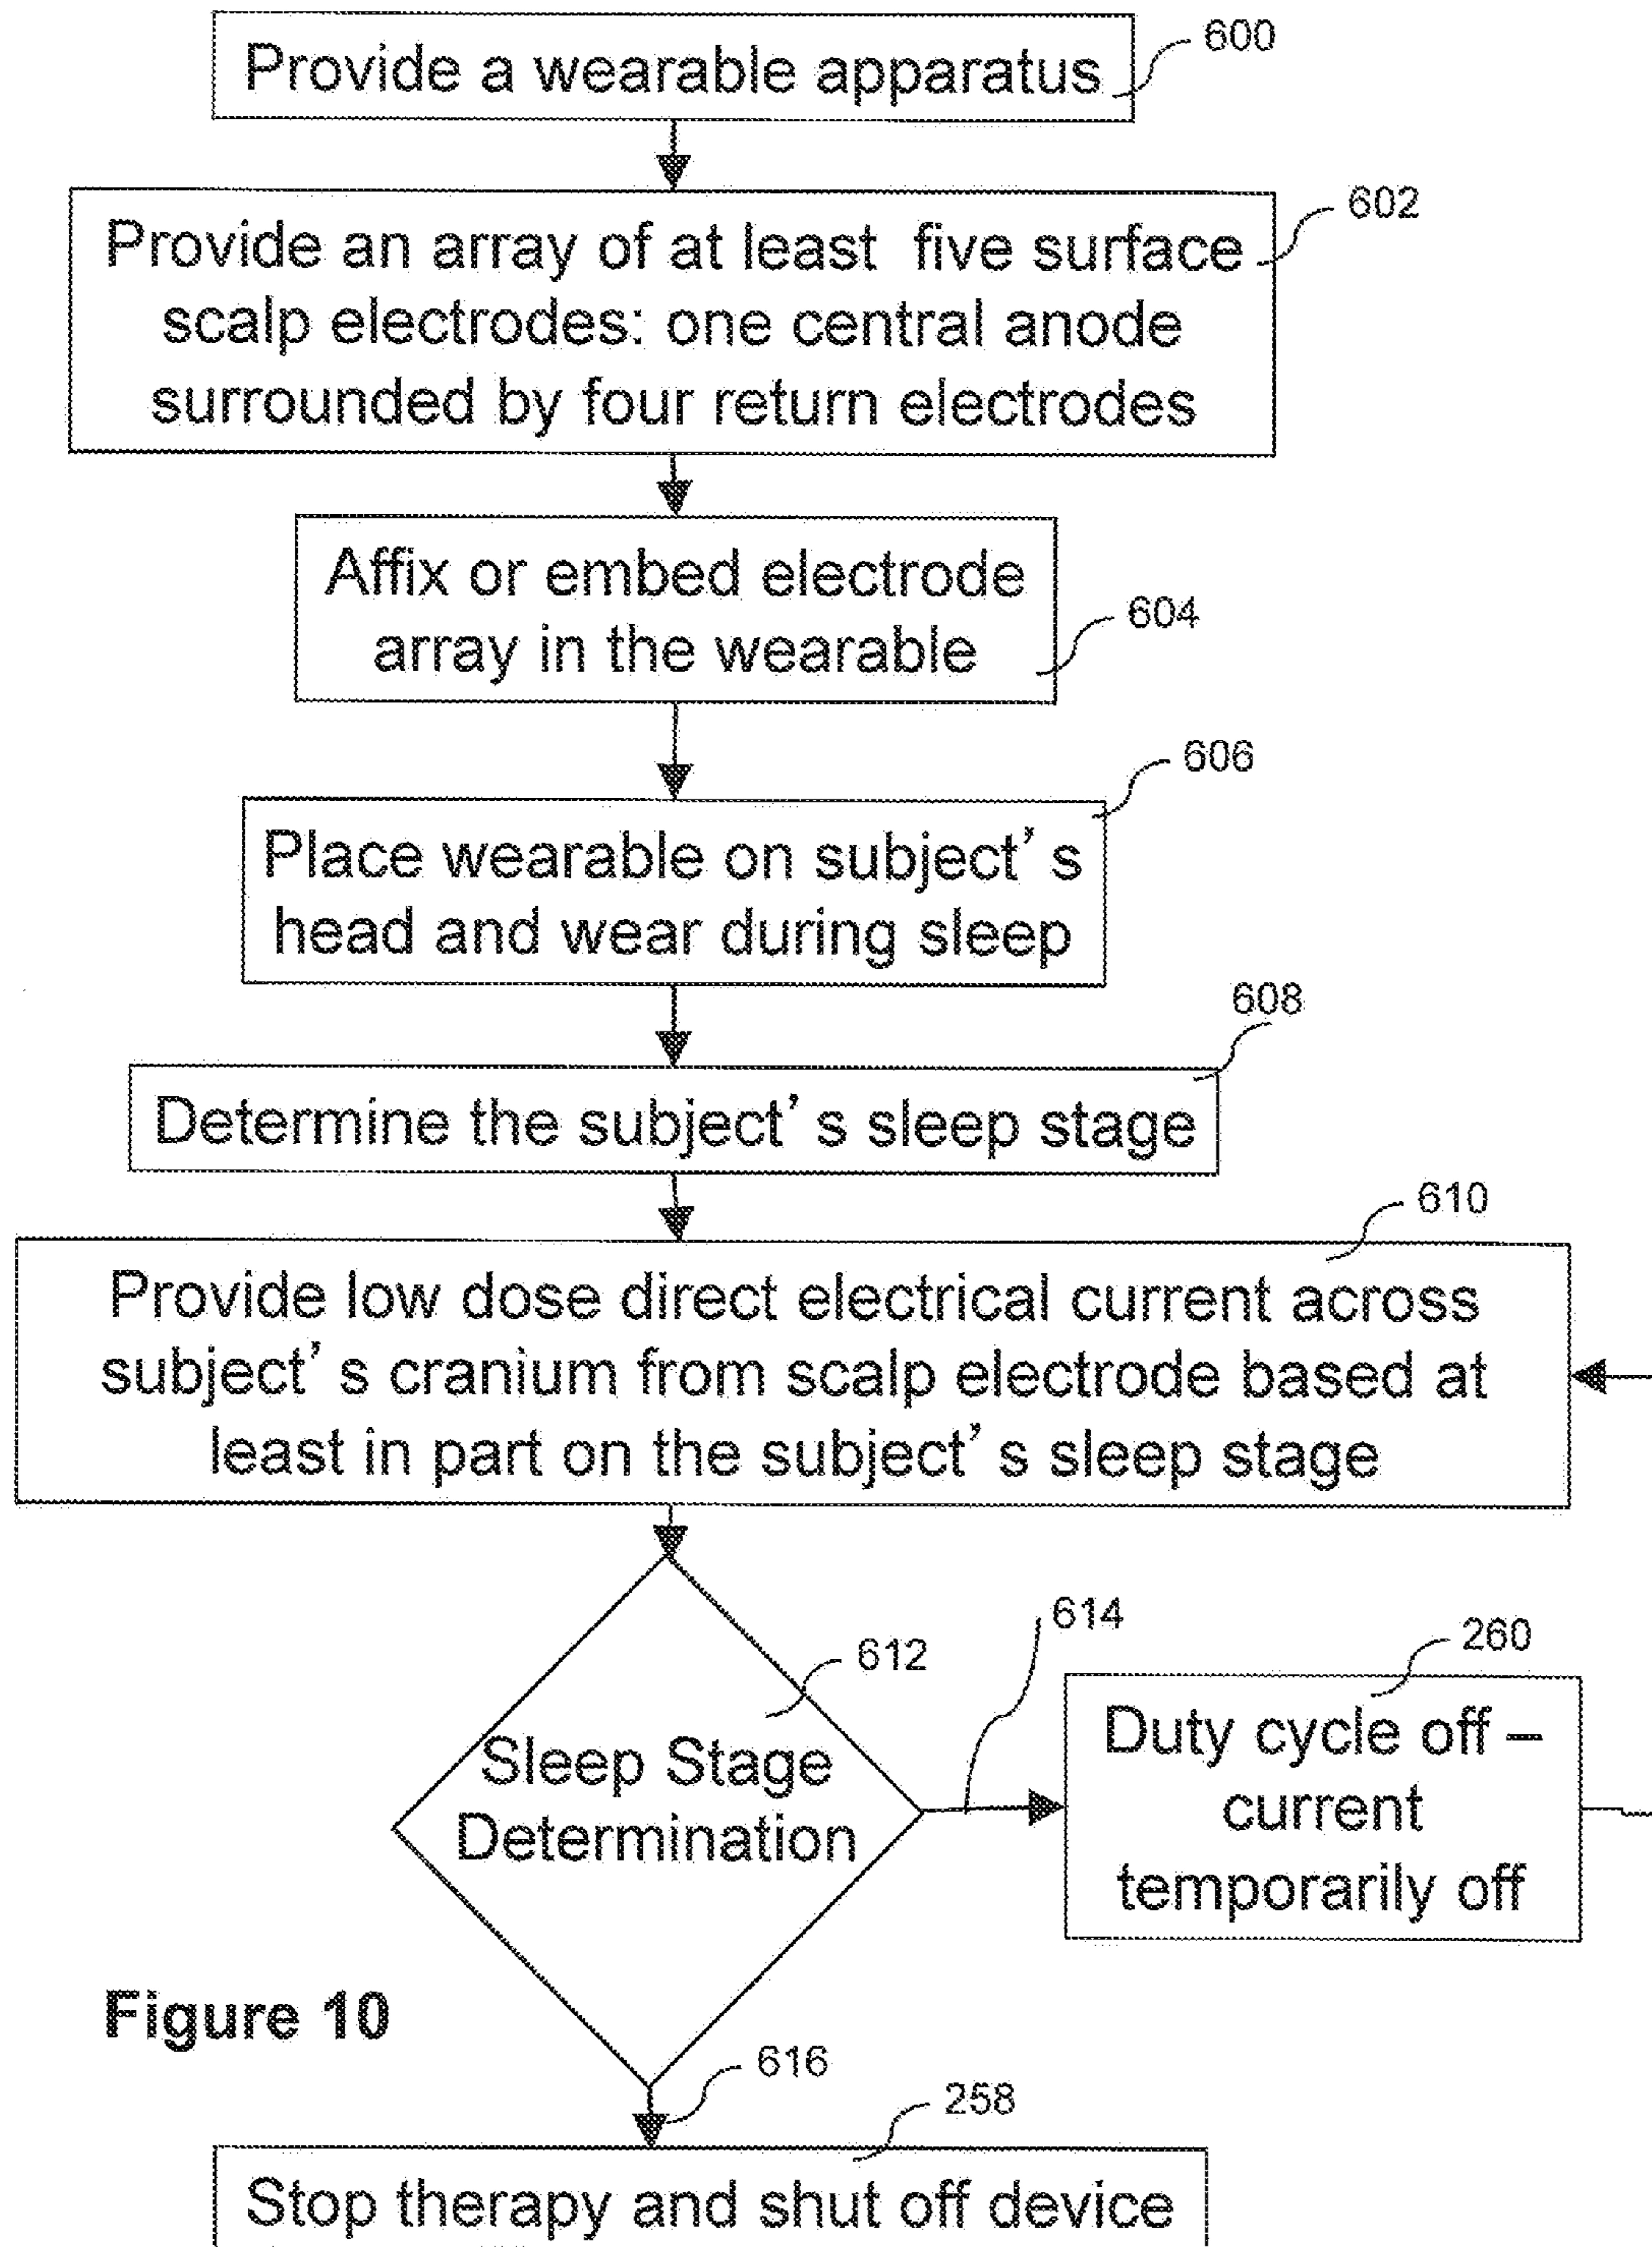 600
Provide a wearable apparatus
602
Provide an array of at least five surface
scalp electrodes: one central anode
surrounded by four return electrodes
Affix or embed electrode
array in the wearable
604
606
Place wearable on subject's
head and wear during sleep
608
Determine the subject's sleep stage
610
Provide low dose direct electrical current across
subject's cranium from scalp electrode based at
least in part on the subject's sleep stage
612
Sleep Stage
Determination
614
260
Duty cycle off –
current
temporarily off
Figure 10
616
258
Stop therapy and shut off device